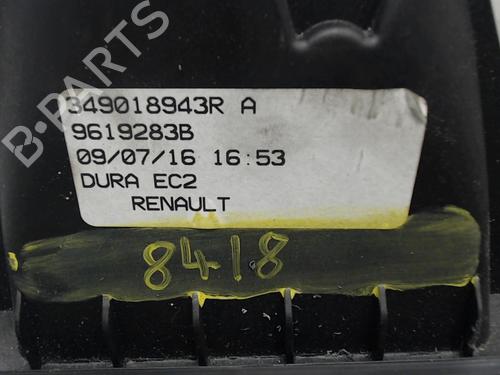 B-PARTS
349018943R A
9619283B
09/07/16 16:53
DURA EC2
RENAULT
8418